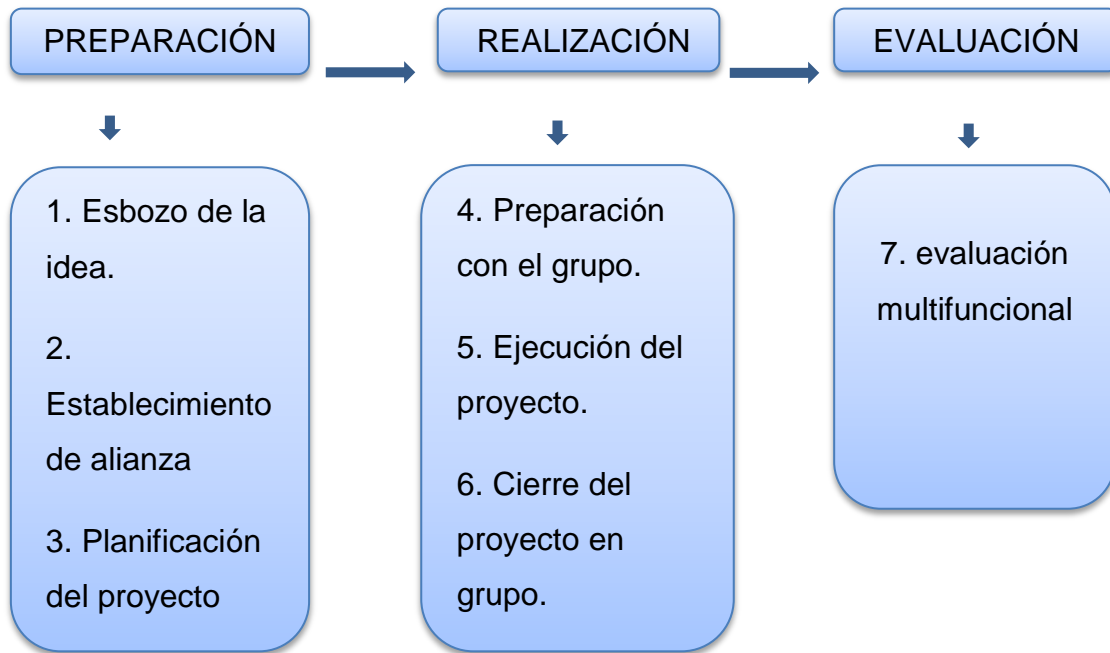 PREPARACIÓN
REALIZACIÓN
EVALUACIÓN
1. Esbozo de la
idea.
2.
Establecimiento
de alianza
3. Planificación
del proyecto
4. Preparación
con el grupo.
5. Ejecución del
proyecto.
6. Cierre del
proyecto en
grupo.
7. evaluación
multifuncional